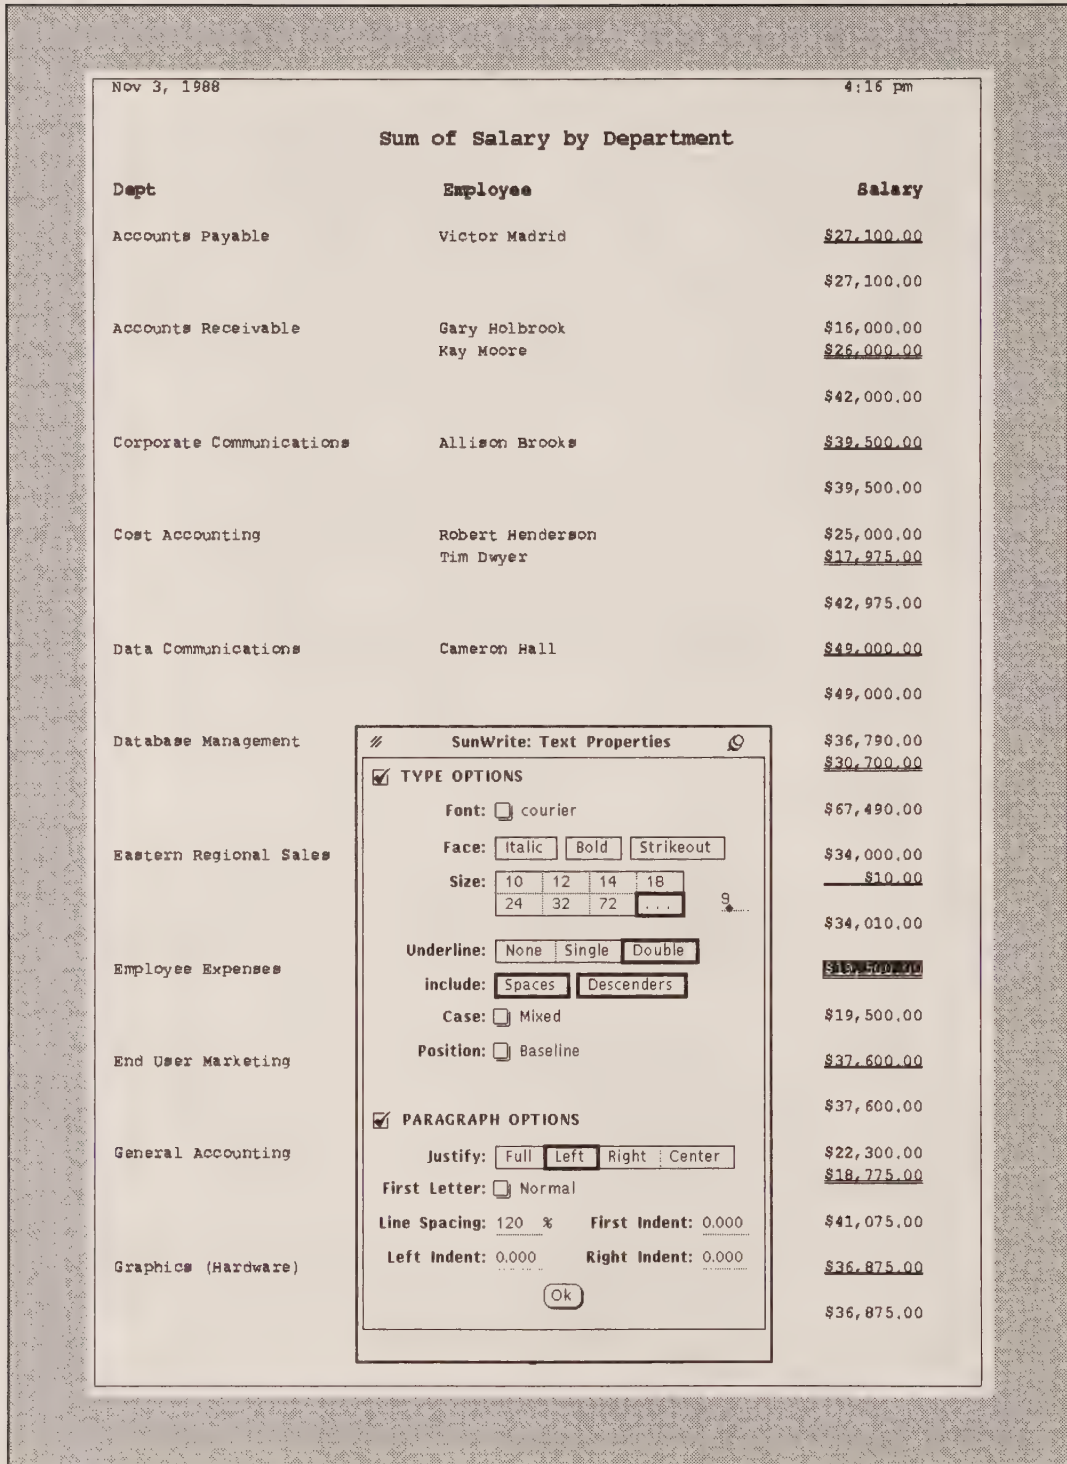 Nov 3, 1988 4:16 pm
Sum of Salary by Department
Dept Employee Salary
Accounts Payable Victor Madrid $27,100.00
$27,100.00
Accounts Receivable Gary Holbrook $16,000.00
Kay Moore $26,000.00
$42,000.00
Corporate Communications Allison Brooks $39,500.00
$39,500.00
Cost Accounting Robert Henderson $25,000.00
Tim Dwyer $17,975.00
$42,975.00
Data Communications Cameron Hall $49,000.00
$49,000.00
Database Management $36,790.00
$30,700.00
$67,490.00
Eastern Regional Sales $34,000.00
$10.00
$34,010.00
Employee Expenses
$19,500.00
End User Marketing $37,600.00
$37,600.00
General Accounting $22,300.00
$18,775.00
$41,075.00
Graphics (Hardware) $36,875.00
$36,875.00
SunWrite: Text Properties
TYPE OPTIONS
Font: courier
Face: Italic Bold Strikeout
Size: 10 12 14 18
24 32 72 ... 9
Underline: None Single Double
include: Spaces Descenders
Case: Mixed
Position: Baseline
PARAGRAPH OPTIONS
Justify: Full Left Right Center
First Letter: Normal
Line Spacing: 120 % First Indent: 0.000
Left Indent: 0.000 Right Indent: 0.000
Ok